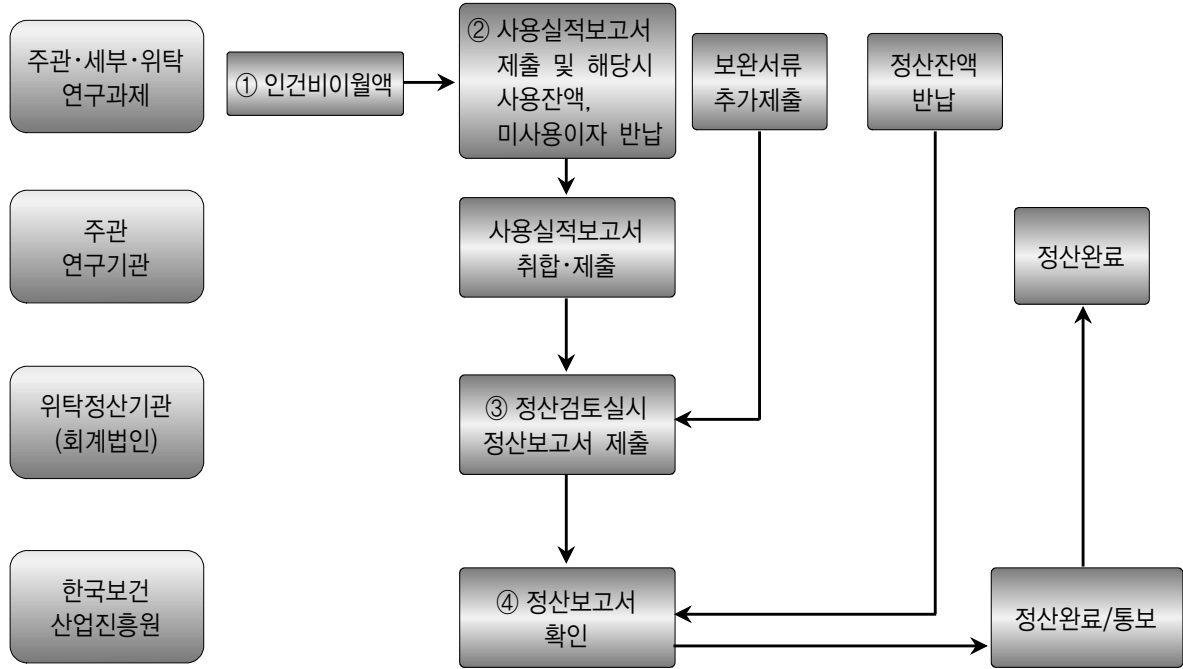 주관·세부·위탁
연구과제
① 인건비이월액
② 사용실적보고서
제출 및 해당시
사용잔액,
미사용이자 반납
보완서류
추가제출
정산잔액
반납
주관
연구기관
사용실적보고서
취합·제출
정산완료
위탁정산기관
(회계법인)
③ 정산검토실시
정산보고서 제출
한국보건
산업진흥원
④ 정산보고서
확인
정산완료/통보